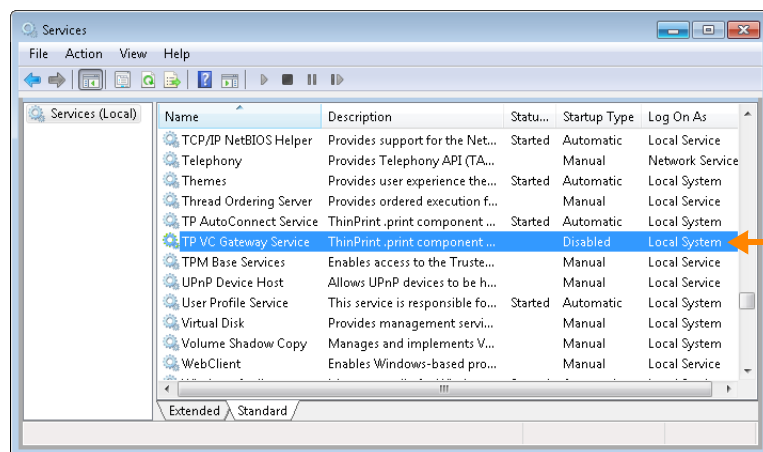 Services
File Action View Help
Services (Local)
Name Description Statu... Startup Type Log On As
TCP/IP NetBIOS Helper Provides support for the Net... Started Automatic Local Service
Telephony Provides Telephony API (TA... Manual Network Service
Themes Provides user experience the... Started Automatic Local System
Thread Ordering Server Provides ordered execution f... Manual Local Service
TP AutoConnect Service ThinPrint .print component ... Started Automatic Local System
TP VC Gateway Service ThinPrint .print component ... Disabled Local System
TPM Base Services Enables access to the Truste... Manual Local Service
UPnP Device Host Allows UPnP devices to be h... Manual Local Service
User Profile Service This service is responsible fo... Started Automatic Local System
Virtual Disk Provides management servi... Manual Local System
Volume Shadow Copy Manages and implements V... Manual Local System
WebClient Enables Windows-based pro... Manual Local Service
Extended Standard